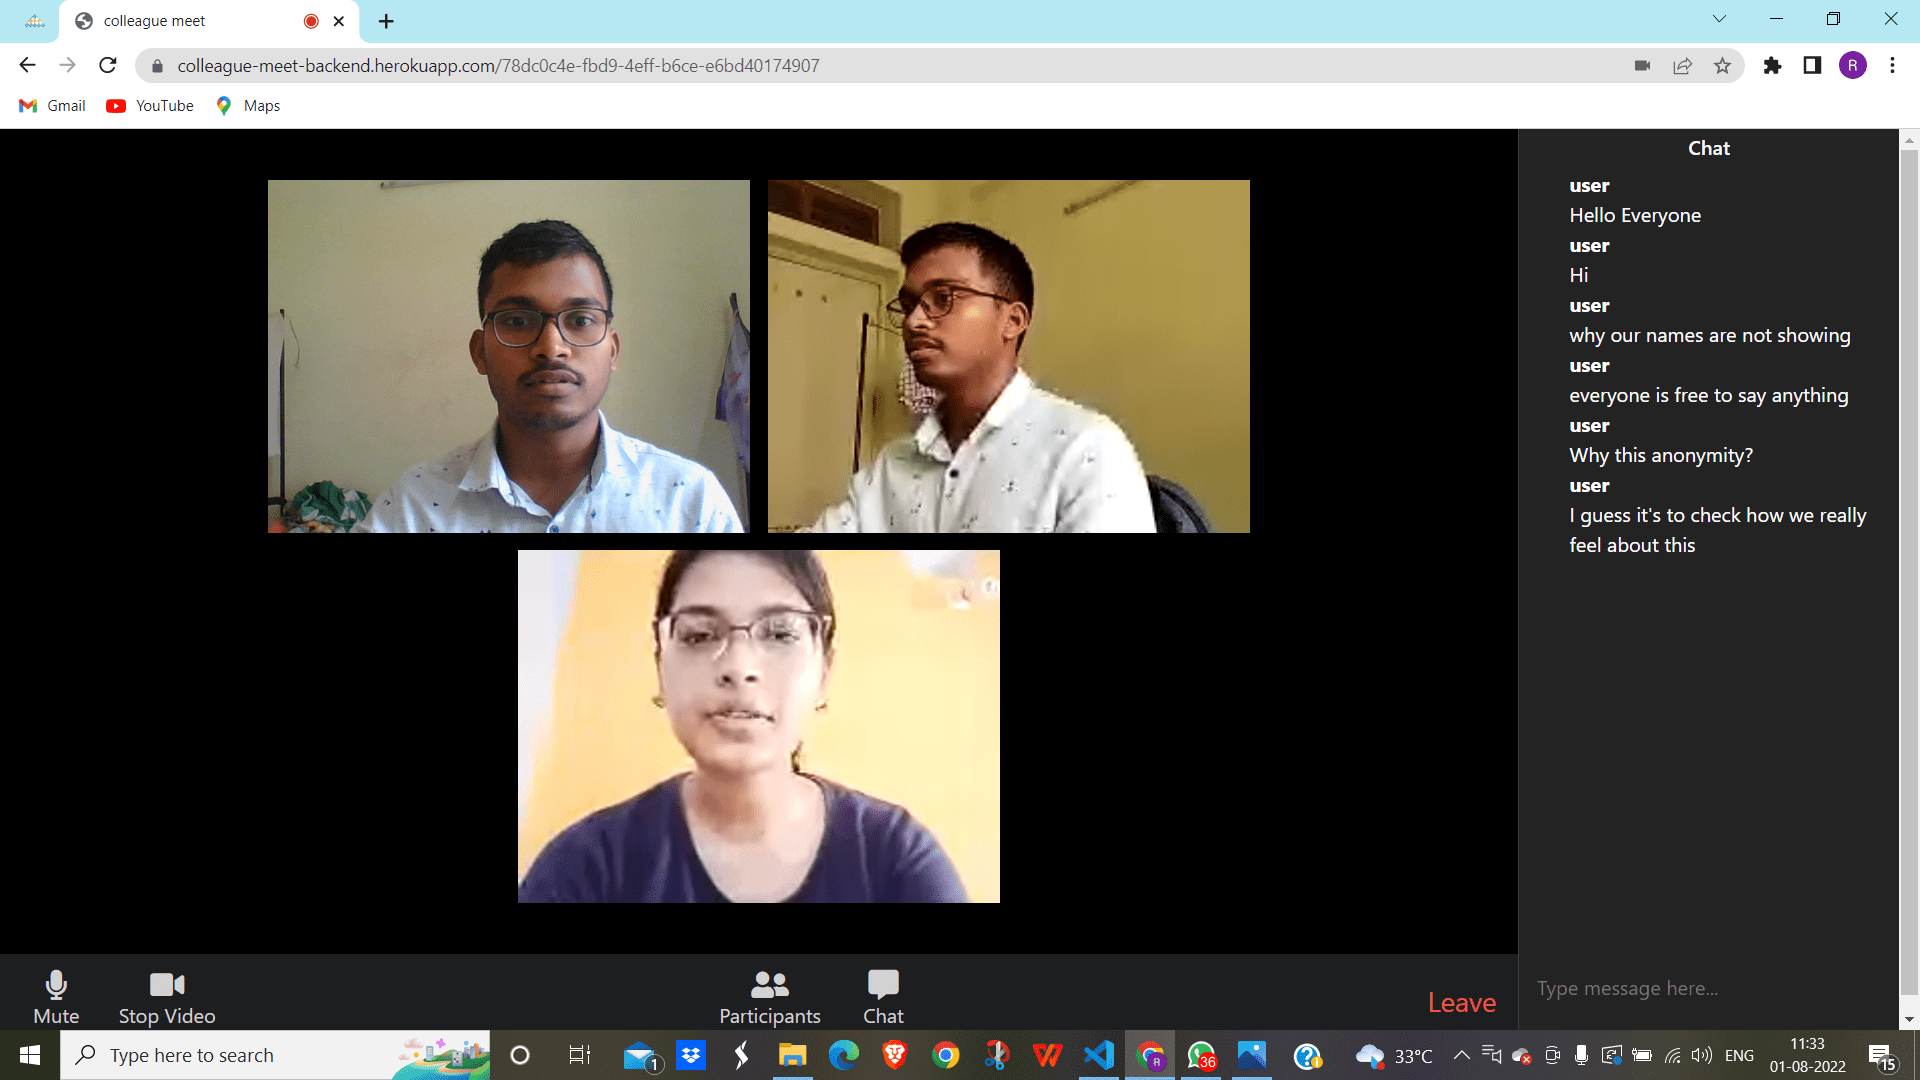 colleague meet
colleague-meet-backend.herokuapp.com/78dc0c4e-fbd9-4eff-b6ce-e6bd40174907
R
Gmail
YouTube
Maps
Chat
user
Hello Everyone
user
Hi
user
why our names are not showing
user
everyone is free to say anything
user
Why this anonymity?
user
I guess it's to check how we really
feel about this
Type message here...
Mute
Stop Video
Participants
Chat
Leave
Type here to search
1
R
36
33°C
ENG
11:33
01-08-2022
15